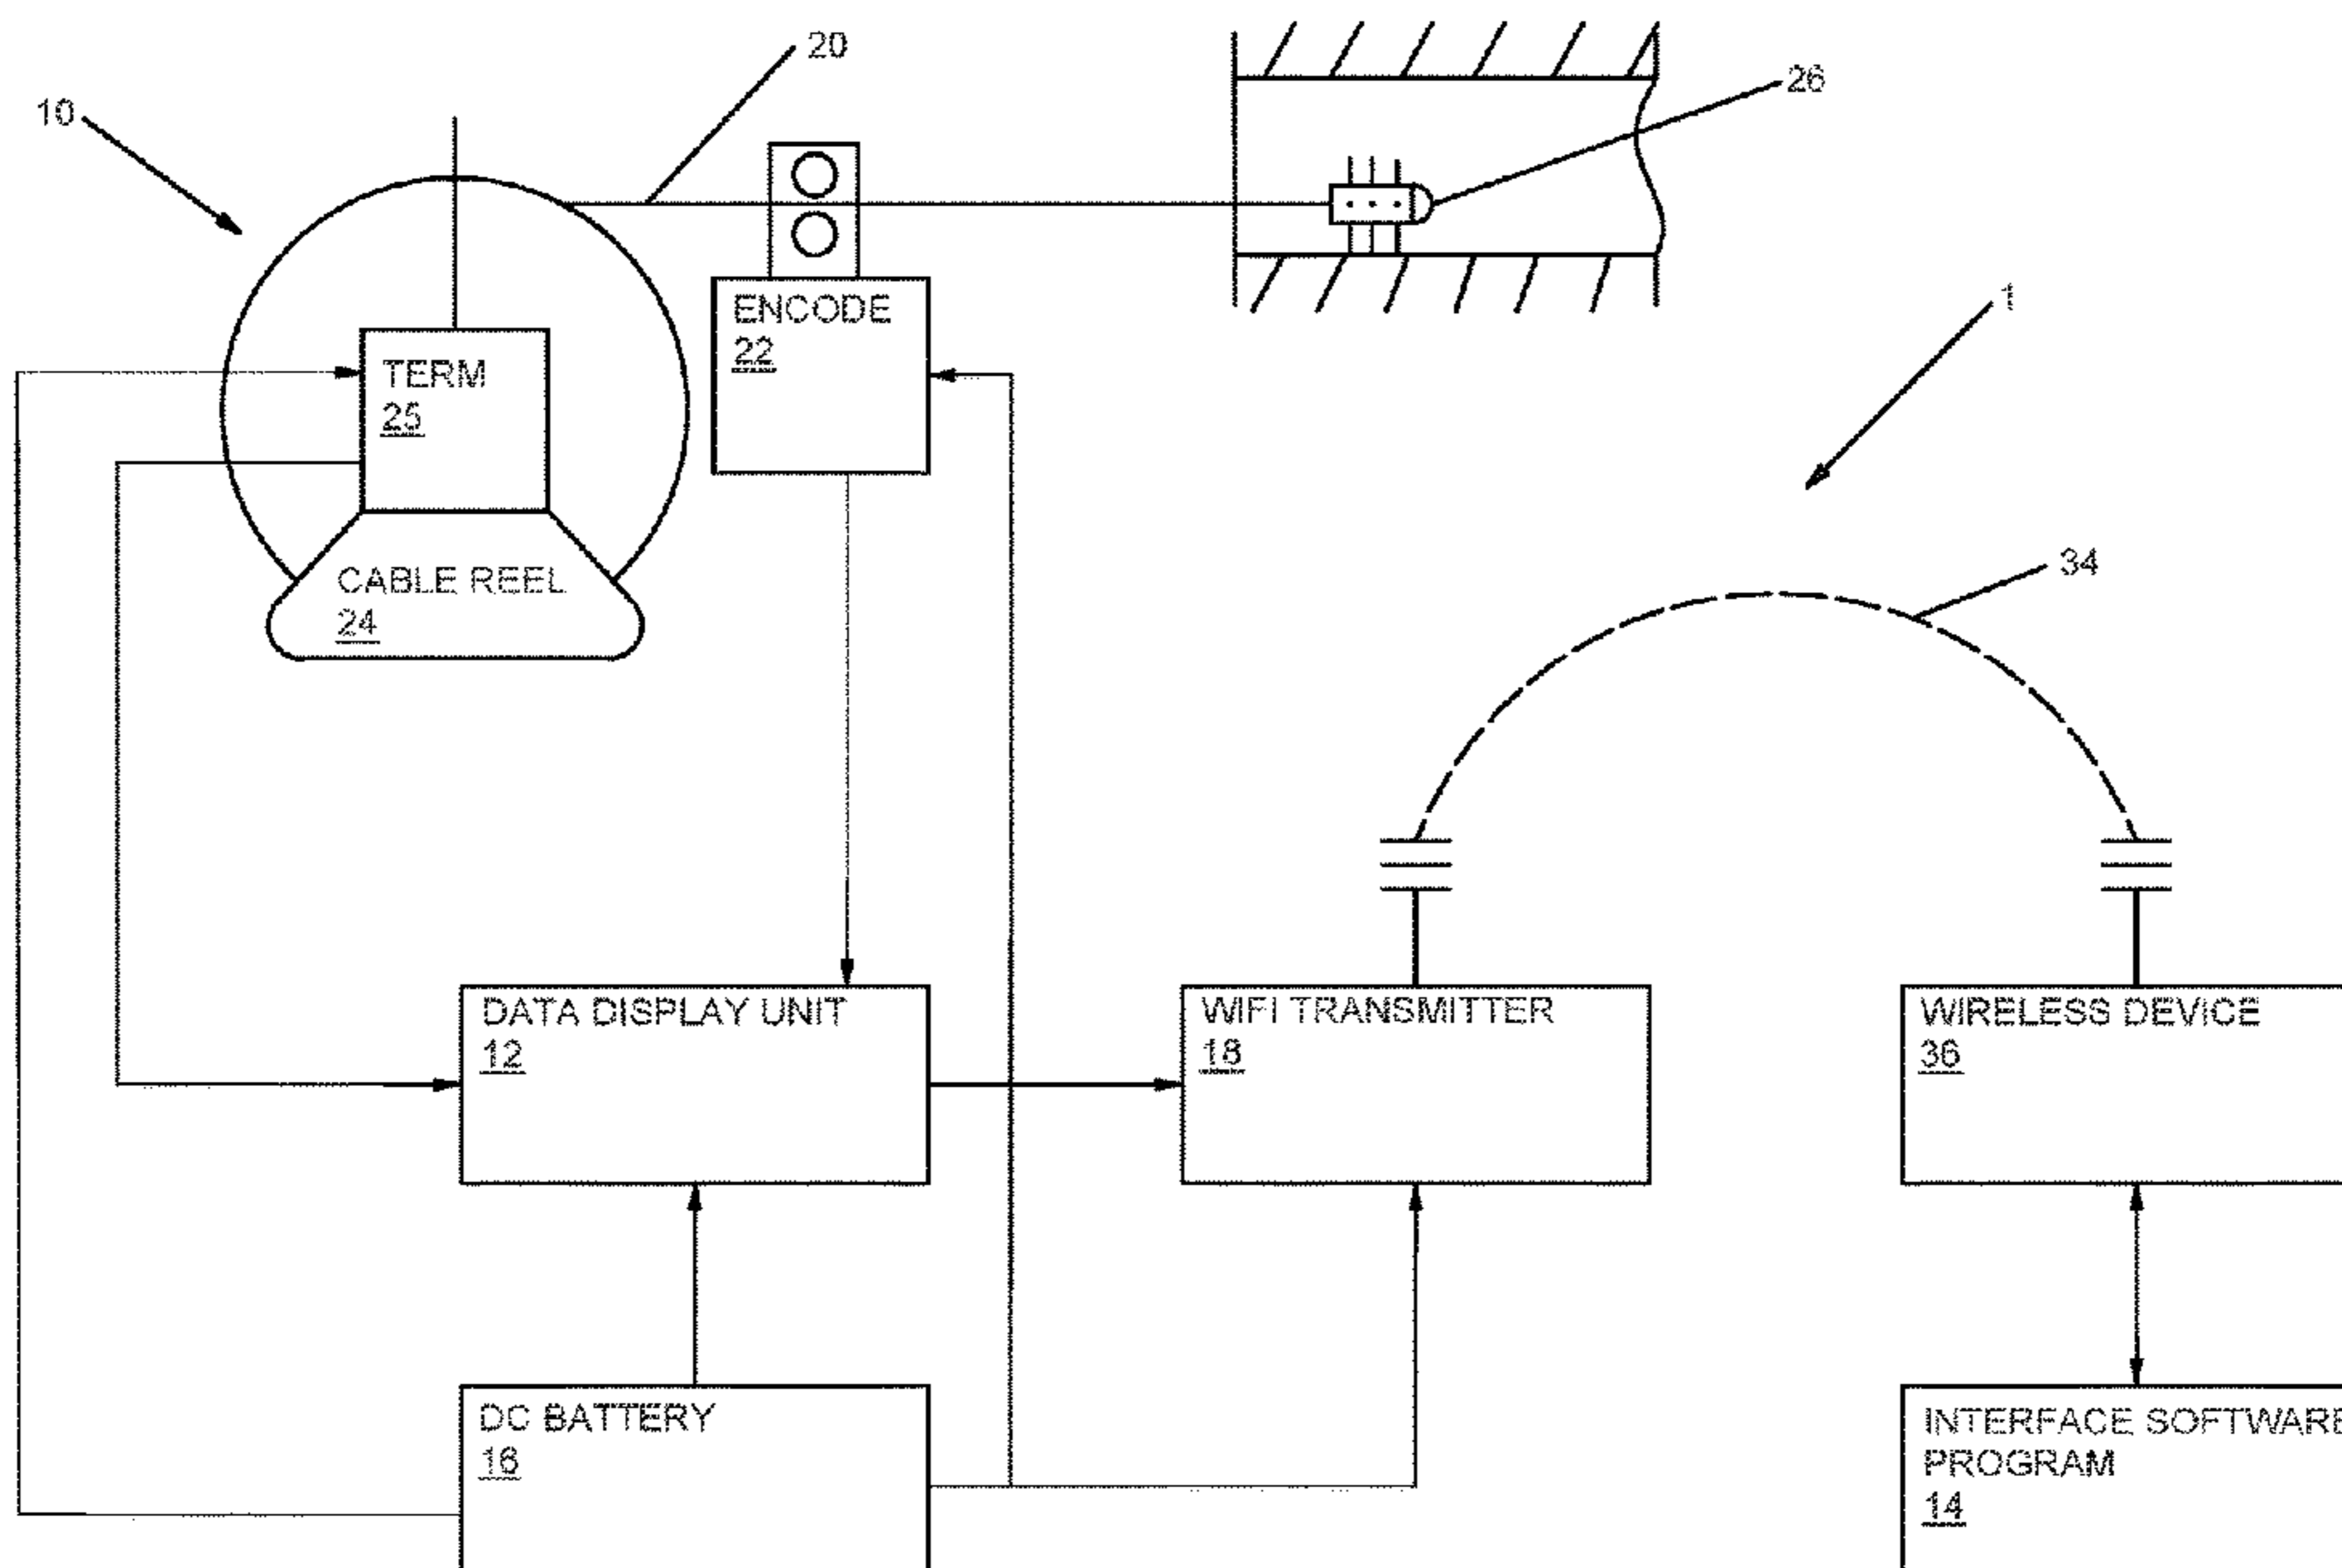 20
10
26
ENCODE
22
1
TERM
25
34
CABLE REEL
24
DATA DISPLAY UNIT
12
WIFI TRANSMITTER
18
WIRELESS DEVICE
36
DC BATTERY
16
INTERFACE SOFTWARE
PROGRAM
14